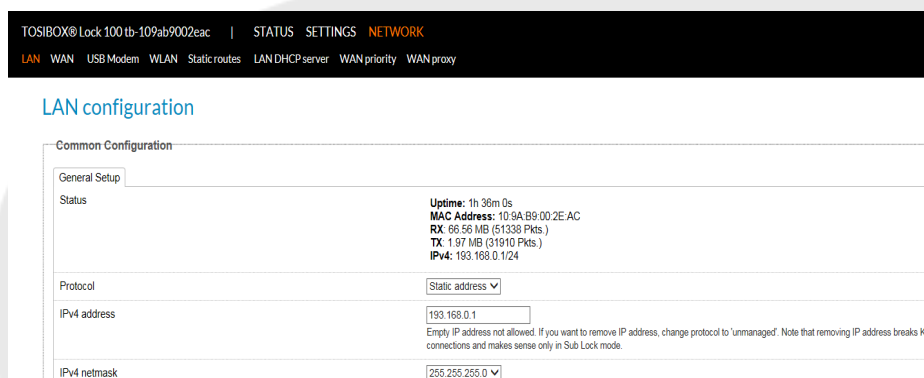 TOSIBOX® Lock 100 tb-109ab9002eac | STATUS SETTINGS NETWORK
LAN WAN USB Modem WLAN Static routes LAN DHCP server WAN priority WAN proxy
LAN configuration
Common Configuration
General Setup
Status
Uptime: 1h 36m 0s
MAC Address: 10:9A:B9:00:2E:AC
RX: 66.56 MB (51338 Pkts.)
TX: 1.97 MB (31910 Pkts.)
IPv4: 193.168.0.1/24
Protocol
Static address
IPv4 address
193.168.0.1
Empty IP address not allowed. If you want to remove IP address, change protocol to 'unmanaged'. Note that removing IP address breaks K
connections and makes sense only in Sub Lock mode.
IPv4 netmask
255.255.255.0